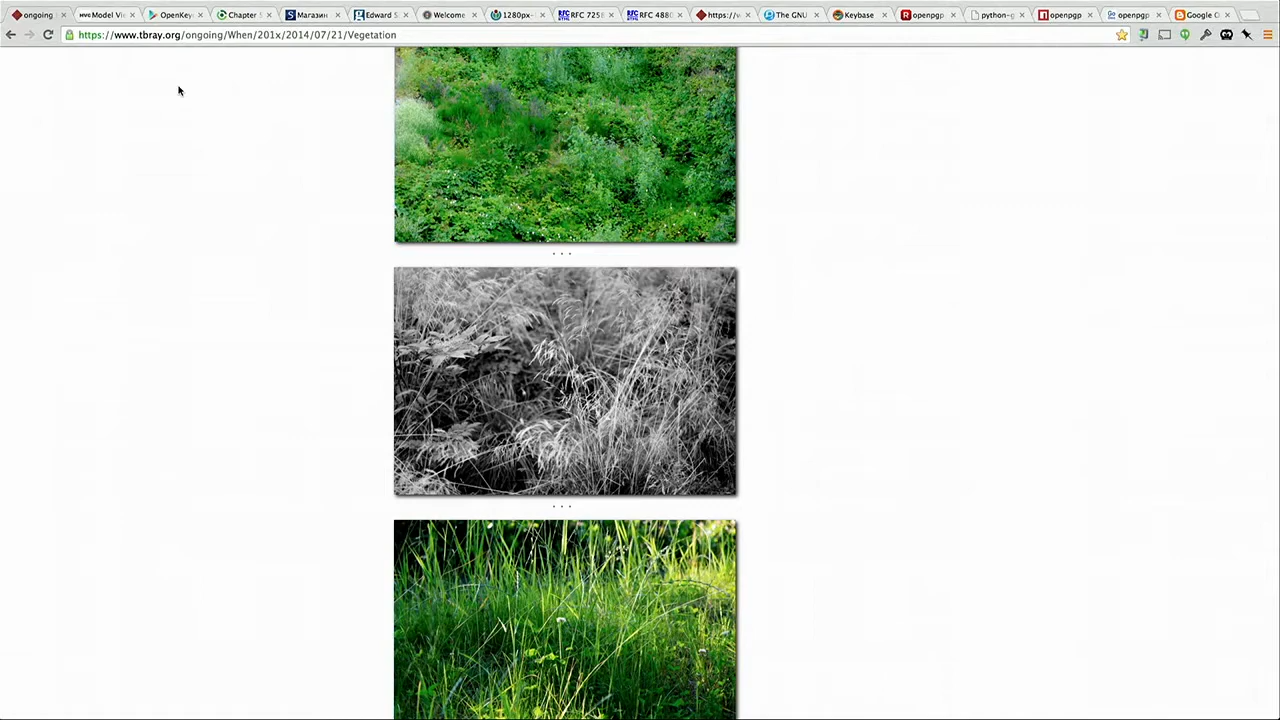 ongoing
Model Vi
OpenKey
Chapter
Магазин
Edward S
Welcome
1280px-
RFC 725
RFC 4880
https://w
The GNU
Keybase
openpgp
python-g
openpgp
openpgp
Google C
https://www.tbray.org/ongoing/When/201x/2014/07/21/Vegetation
· · ·
· · ·